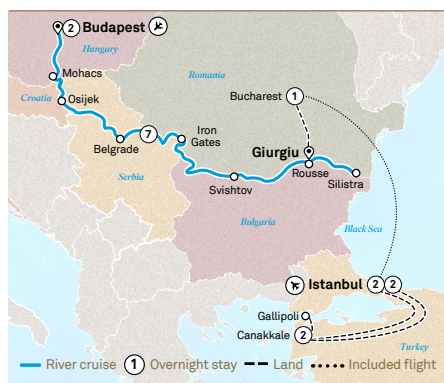 2 Budapest
Hungary
Mohacs
Romania
Croatia
Osijek
Bucharest 1
7
Iron
Gates
Belgrade
Giurgiu
Rousse
Serbia
Svishtov
Silistra
Bulgaria
Black Sea
Istanbul 2 2
Gallipoli
Canakkale 2
Turkey
River cruise 1 Overnight stay Land Included flight